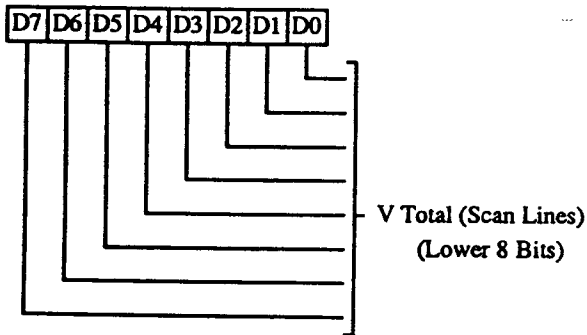 D7 D6 D5 D4 D3 D2 D1 D0
V Total (Scan Lines)
(Lower 8 Bits)